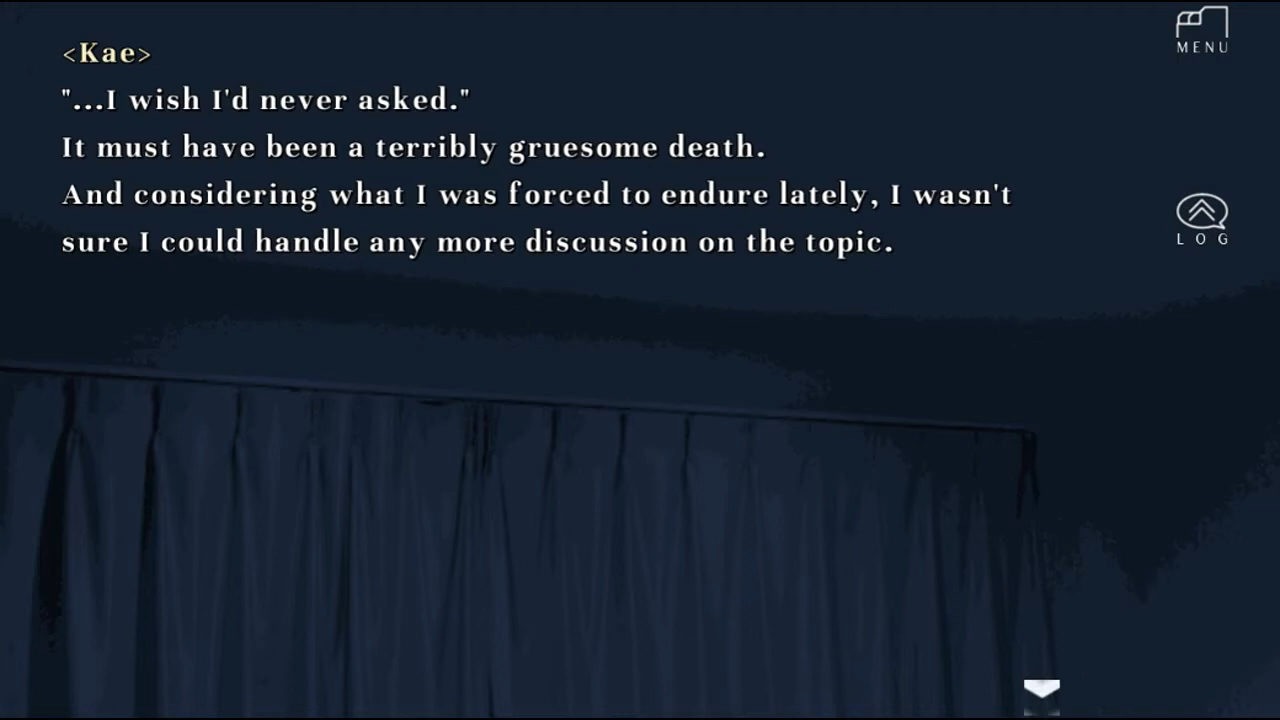 <Kae>
"...I wish I'd never asked."
It must have been a terribly gruesome death.
And considering what I was forced to endure lately, I wasn't
sure I could handle any more discussion on the topic.
MENU
LOG